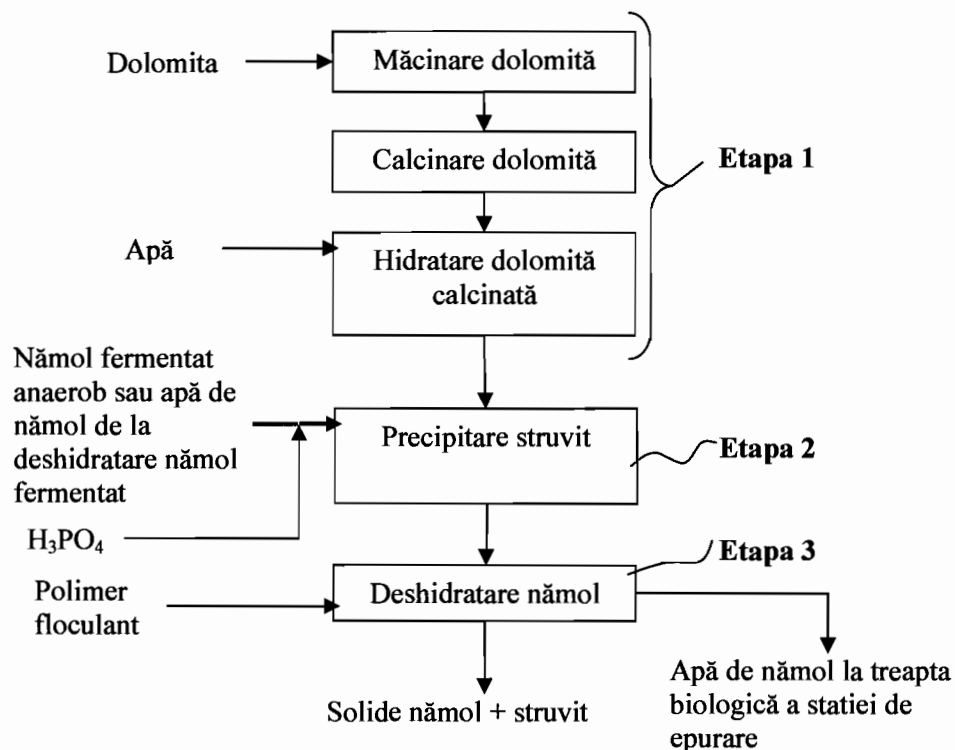 Dolomita
Măcinare dolomită
Calcinare dolomită
Etapa 1
Apă
Hidratare dolomită
calcinată
Nămol fermentat
anaerob sau apă de
nămol de la
deshidratare nămol
fermentat
Precipitare struvit
Etapa 2
H₃PO₄
Etapa 3
Polimer
floculant
Deshidratare nămol
Solide nămol + struvit
Apă de nămol la treapta
biologică a statiei de
epurare